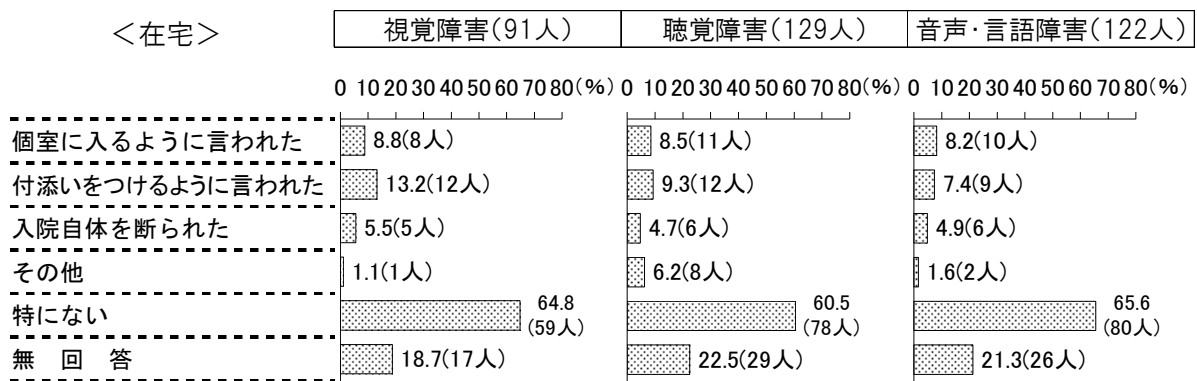 <在宅> 視覚障害(91人) 聴覚障害(129人) 音声・言語障害(122人)
0 10 20 30 40 50 60 70 80(%) 0 10 20 30 40 50 60 70 80(%) 0 10 20 30 40 50 60 70 80(%)
個室に入るように言われた 8.8(8人) 8.5(11人) 8.2(10人)
付添いをつけるように言われた 13.2(12人) 9.3(12人) 7.4(9人)
入院自体を断られた 5.5(5人) 4.7(6人) 4.9(6人)
その他 1.1(1人) 6.2(8人) 1.6(2人)
特にない 64.8(59人) 60.5(78人) 65.6(80人)
無 回 答 18.7(17人) 22.5(29人) 21.3(26人)